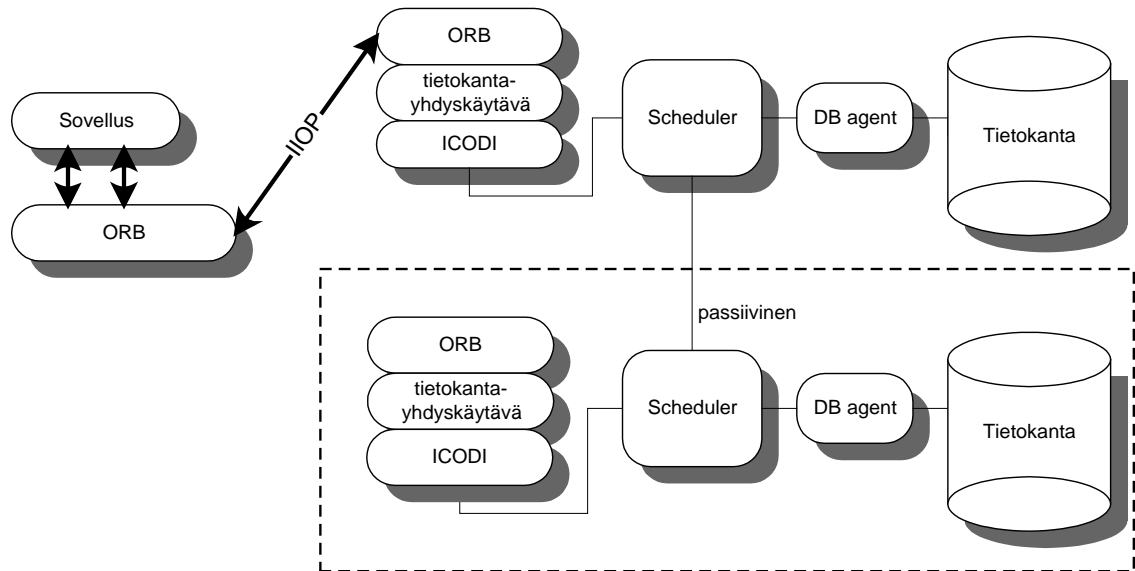 ORB
tietokanta-
yhdyskäytävä
ICODI
Sovellus
ORB
IIOP
Scheduler
DB agent
Tietokanta
passiivinen
ORB
tietokanta-
yhdyskäytävä
ICODI
Scheduler
DB agent
Tietokanta